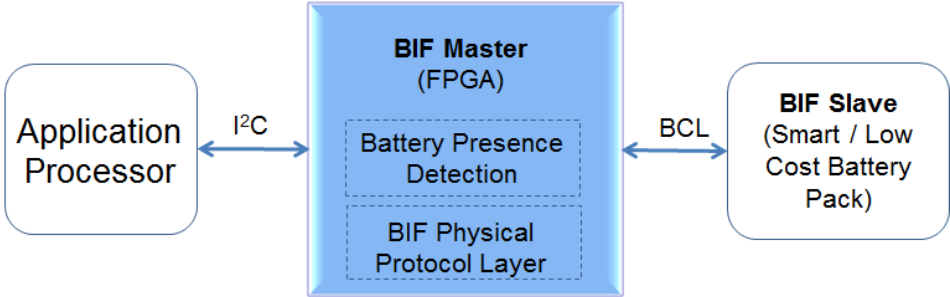 Application
Processor
I²C
BIF Master
(FPGA)
Battery Presence
Detection
BIF Physical
Protocol Layer
BCL
BIF Slave
(Smart / Low
Cost Battery
Pack)